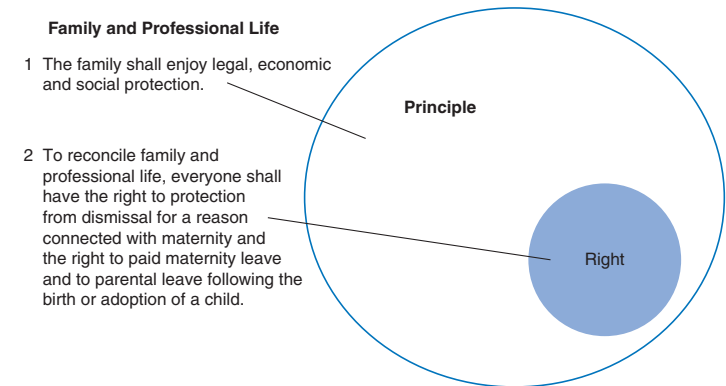 Family and Professional Life
1 The family shall enjoy legal, economic
and social protection.
Principle
2 To reconcile family and
professional life, everyone shall
have the right to protection
from dismissal for a reason
connected with maternity and
the right to paid maternity leave
and to parental leave following the
birth or adoption of a child.
Right